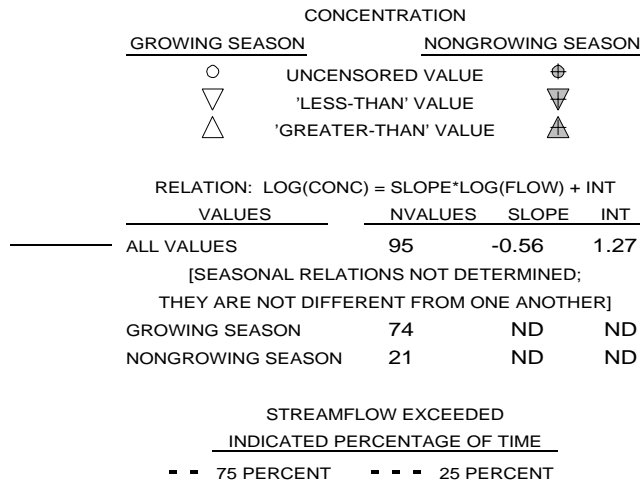 CONCENTRATION
GROWING SEASON NONGROWING SEASON
UNCENSORED VALUE
'LESS-THAN' VALUE
'GREATER-THAN' VALUE
RELATION: LOG(CONC) = SLOPE*LOG(FLOW) + INT
VALUES NVALUES SLOPE INT
ALL VALUES 95 -0.56 1.27
[SEASONAL RELATIONS NOT DETERMINED;
THEY ARE NOT DIFFERENT FROM ONE ANOTHER]
GROWING SEASON 74 ND ND
NONGROWING SEASON 21 ND ND
STREAMFLOW EXCEEDED
INDICATED PERCENTAGE OF TIME
75 PERCENT 25 PERCENT